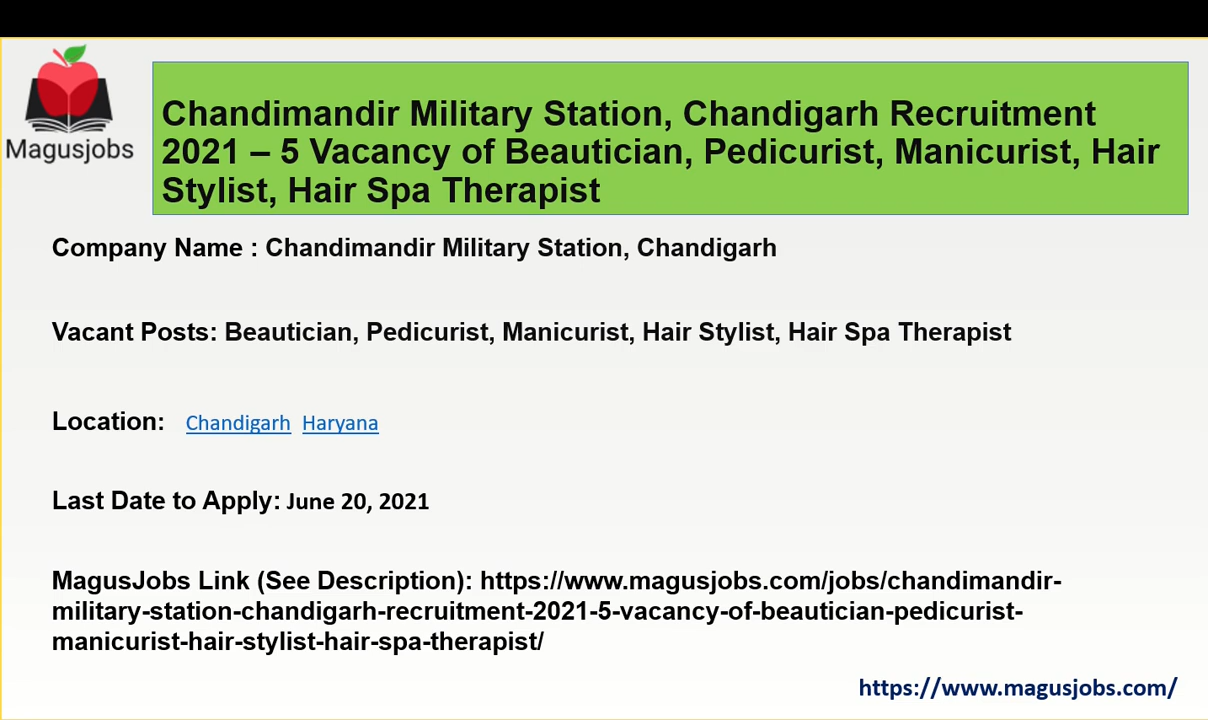 Magusjobs
Chandimandir Military Station, Chandigarh Recruitment
2021 – 5 Vacancy of Beautician, Pedicurist, Manicurist, Hair
Stylist, Hair Spa Therapist
Company Name : Chandimandir Military Station, Chandigarh
Vacant Posts: Beautician, Pedicurist, Manicurist, Hair Stylist, Hair Spa Therapist
Location: Chandigarh Haryana
Last Date to Apply: June 20, 2021
MagusJobs Link (See Description): https://www.magusjobs.com/jobs/chandimandir-
military-station-chandigarh-recruitment-2021-5-vacancy-of-beautician-pedicurist-
manicurist-hair-stylist-hair-spa-therapist/
https://www.magusjobs.com/